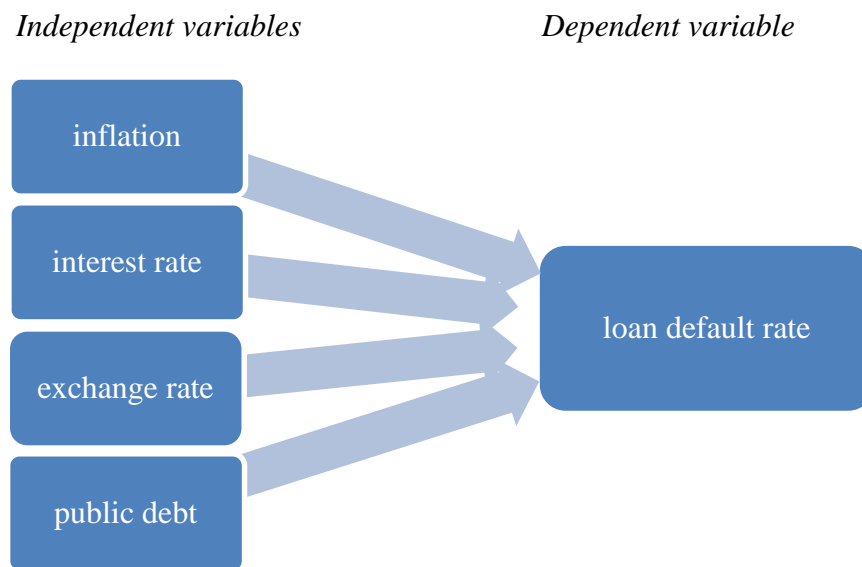 Independent variables
Dependent variable
inflation
interest rate
loan default rate
exchange rate
public debt